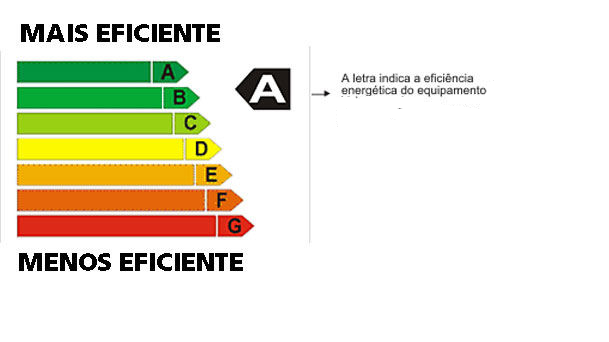 MAIS EFICIENTE
A
B
C
D
E
F
G
A
A letra indica a eficiência
energética do equipamento
MENOS EFICIENTE